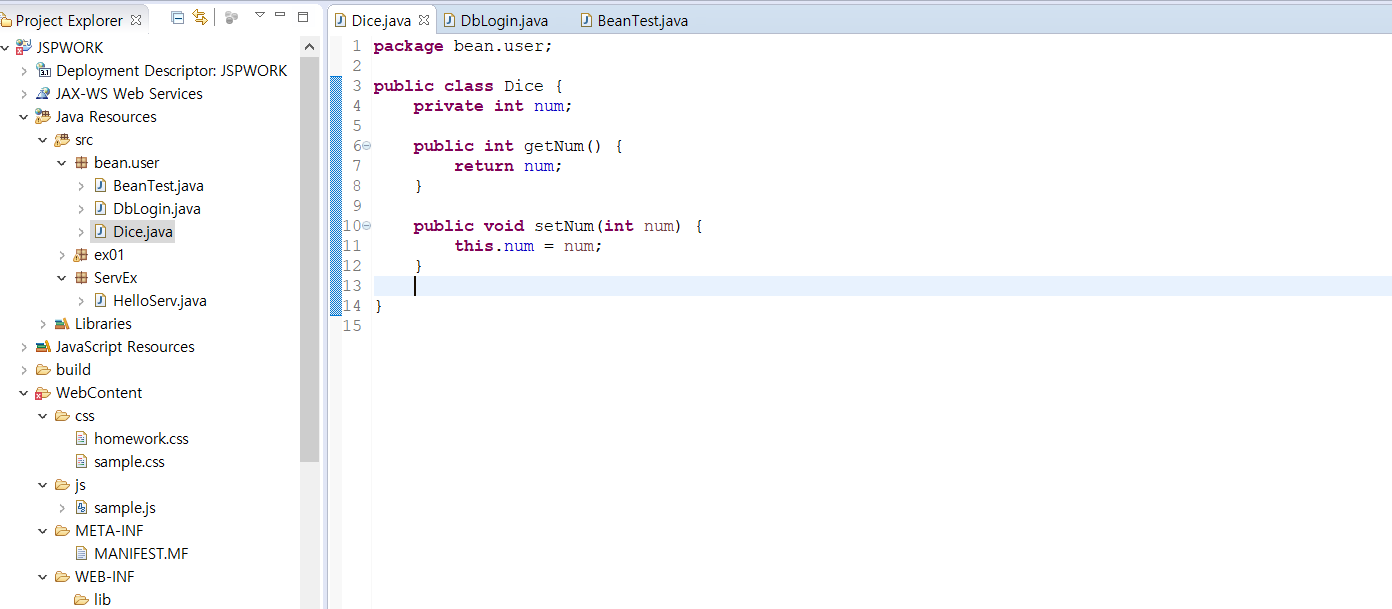 Project Explorer
JSPWORK
Deployment Descriptor: JSPWORK
JAX-WS Web Services
Java Resources
src
bean.user
BeanTest.java
DbLogin.java
Dice.java
ex01
ServEx
HelloServ.java
Libraries
JavaScript Resources
build
WebContent
css
homework.css
sample.css
js
sample.js
META-INF
MANIFEST.MF
WEB-INF
lib
Dice.java DbLogin.java BeanTest.java
1 package bean.user;
2
3 public class Dice {
4     private int num;
5
6     public int getNum() {
7         return num;
8     }
9
10     public void setNum(int num) {
11         this.num = num;
12     }
13
14 }
15